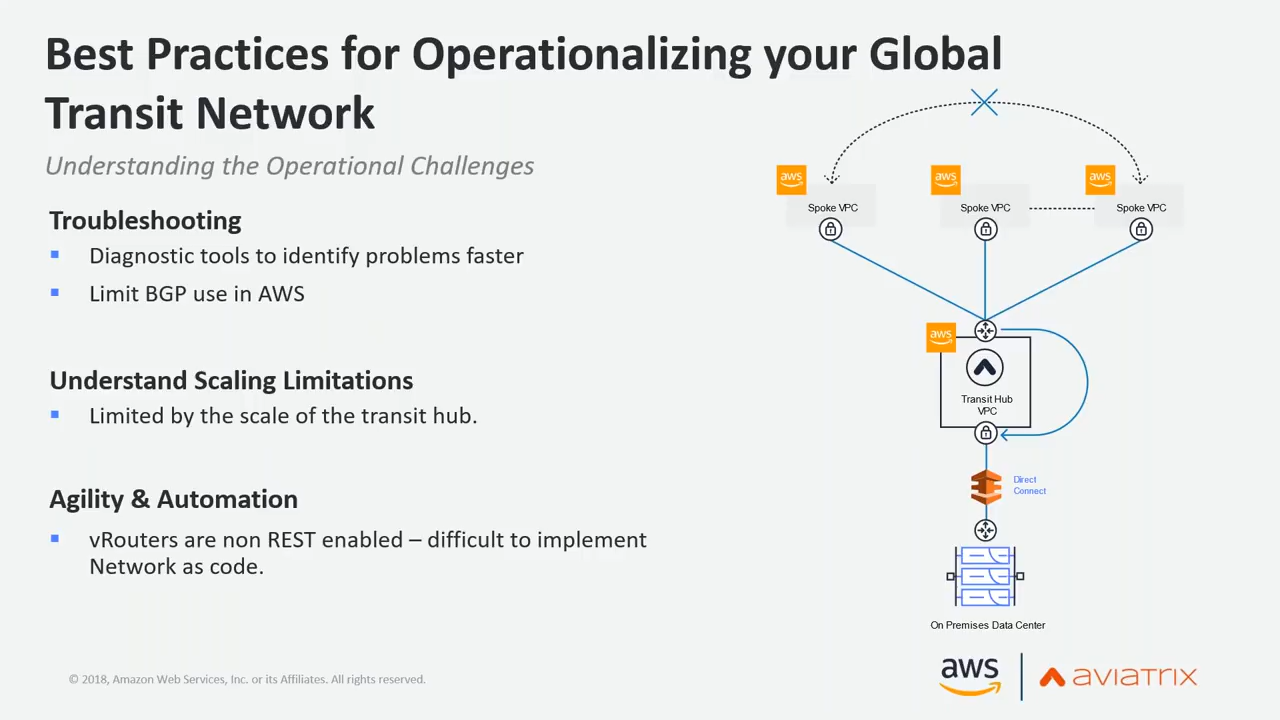 Best Practices for Operationalizing your Global
Transit Network
Understanding the Operational Challenges
Troubleshooting
Diagnostic tools to identify problems faster
Limit BGP use in AWS
Understand Scaling Limitations
Limited by the scale of the transit hub.
Agility & Automation
vRouters are non REST enabled – difficult to implement
Network as code.
aws
aws
aws
Spoke VPC
Spoke VPC
Spoke VPC
aws
Transit Hub
VPC
Direct
Connect
On Premises Data Center
© 2018, Amazon Web Services, Inc. or its Affiliates. All rights reserved.
aws
aviatrix